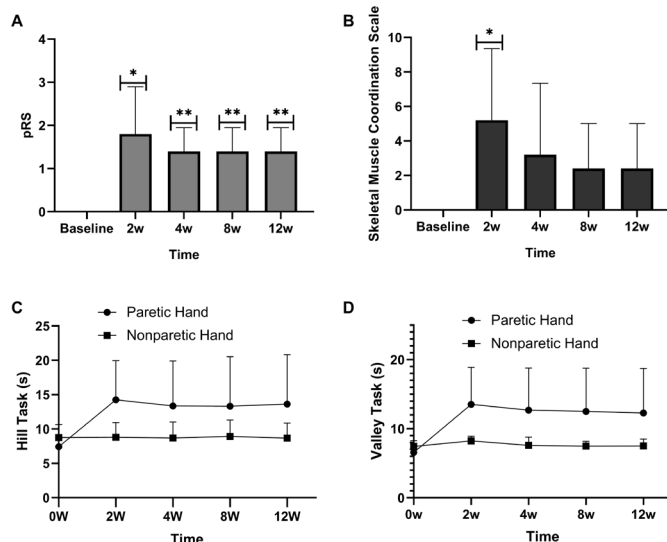 A
pRS
4
3
2
1
0
*
**
**
**
Baseline
2w
4w
8w
12w
Time
B
Skeletal Muscle Coordination Scale
10
8
6
4
2
0
*
Baseline
2w
4w
8w
12w
Time
C
Paretic Hand
Nonparetic Hand
Hill Task (s)
25
20
15
10
5
0
0W
2W
4W
8W
12W
Time
D
Paretic Hand
Nonparetic Hand
Valley Task (s)
20
10
0
0w
2w
4w
8w
12w
Time